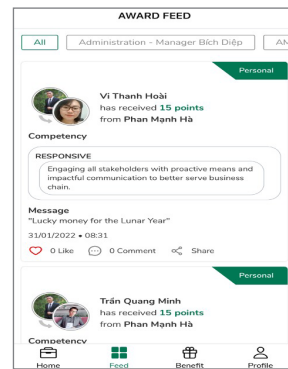 AWARD FEED
All
Administration - Manager Bích Diệp
AM
Personal
Vi Thanh Hoài
has received 15 points
from Phan Mạnh Hà
Competency
RESPONSIVE
Engaging all stakeholders with proactive means and
impactful communication to better serve business
chain.
Message
"Lucky money for the Lunar Year"
31/01/2022 • 08:31
0 Like 0 Comment Share
Personal
Trần Quang Minh
has received 15 points
from Phan Mạnh Hà
Competency
Home Feed Benefit Profile